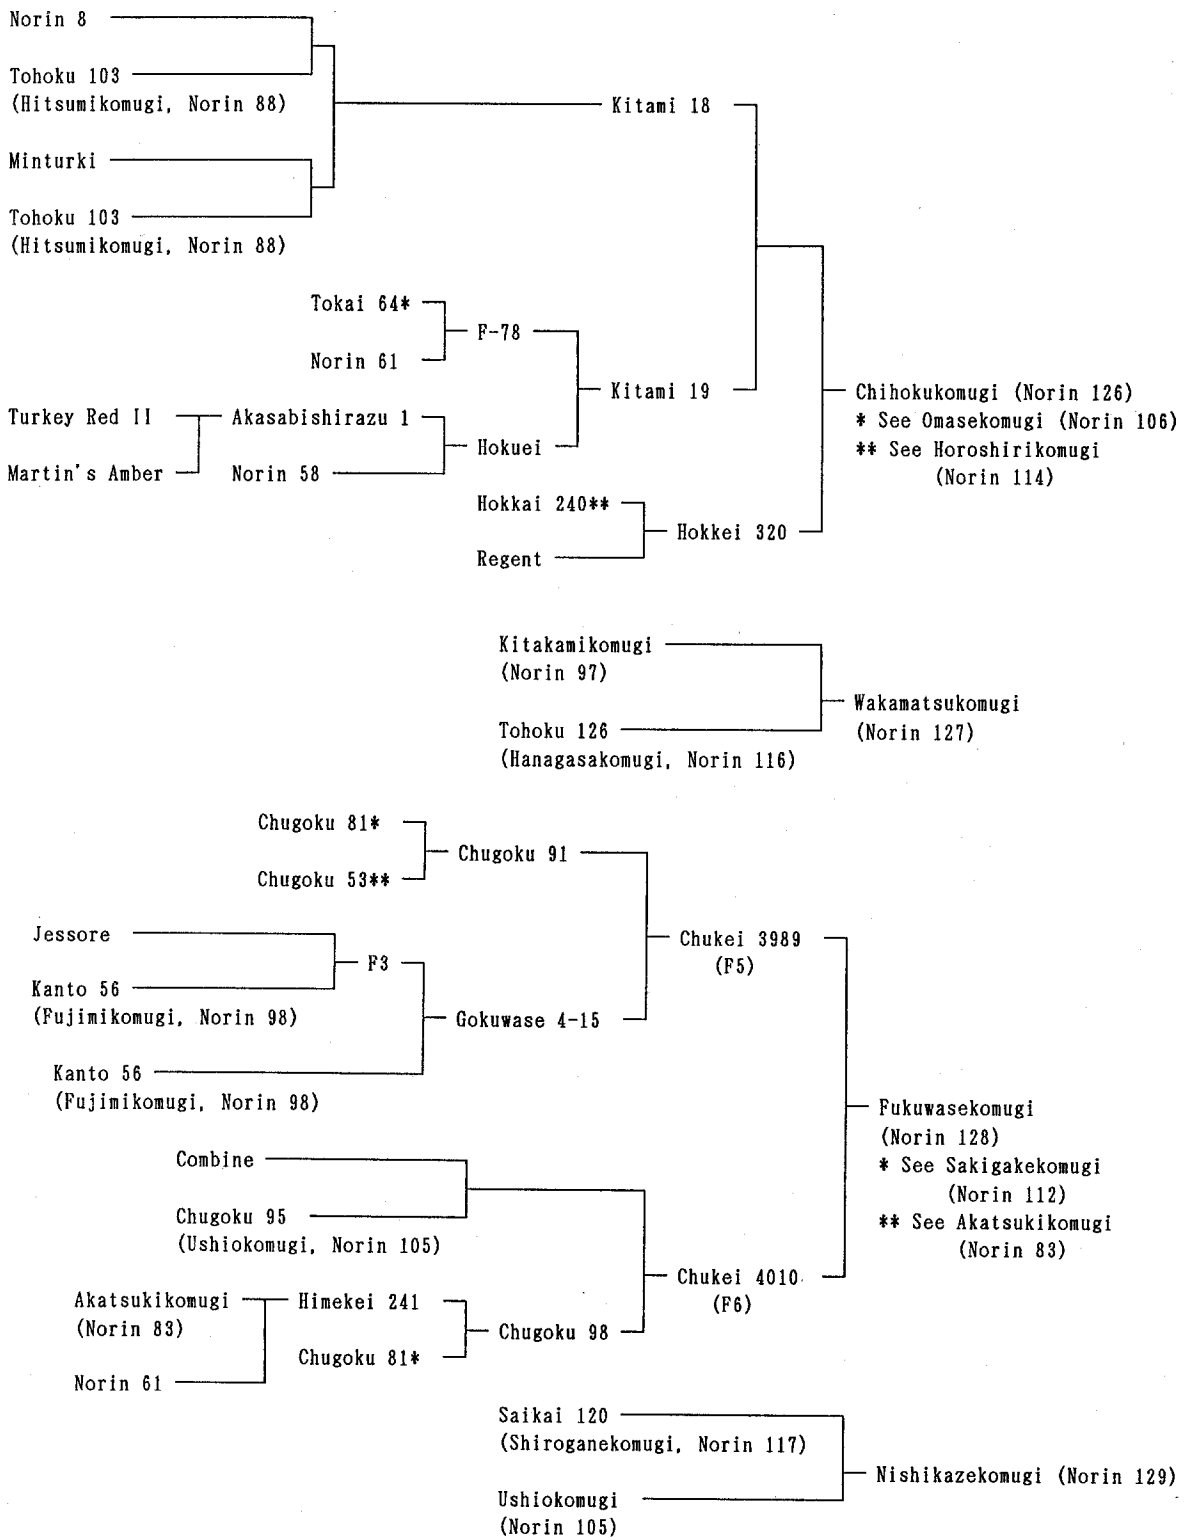 Norin 8
Tohoku 103
(Hitsumikomugi, Norin 88)
Kitami 18
Minturki
Tohoku 103
(Hitsumikomugi, Norin 88)
Tokai 64*
F-78
Norin 61
Kitami 19
Chihokukomugi (Norin 126)
* See Omasekomugi (Norin 106)
** See Horoshirikomugi
(Norin 114)
Turkey Red II
Akasabishirazu 1
Hokuei
Martin's Amber
Norin 58
Hokkai 240**
Hokkei 320
Regent
Kitakamikomugi
(Norin 97)
Wakamatsukomugi
(Norin 127)
Tohoku 126
(Hanagasakomugi, Norin 116)
Chugoku 81*
Chugoku 91
Chugoku 53**
Jessore
Chukei 3989
(F5)
F3
Kanto 56
(Fujimikomugi, Norin 98)
Gokuwase 4-15
Kanto 56
(Fujimikomugi, Norin 98)
Fukuwasekomugi
(Norin 128)
* See Sakigakekomugi
(Norin 112)
** See Akatsukikomugi
(Norin 83)
Combine
Chugoku 95
(Ushiokomugi, Norin 105)
Chukei 4010
(F6)
Akatsukikomugi
(Norin 83)
Himekei 241
Chugoku 98
Chugoku 81*
Norin 61
Saikai 120
(Shiroganekomugi, Norin 117)
Nishikazekomugi (Norin 129)
Ushiokomugi
(Norin 105)